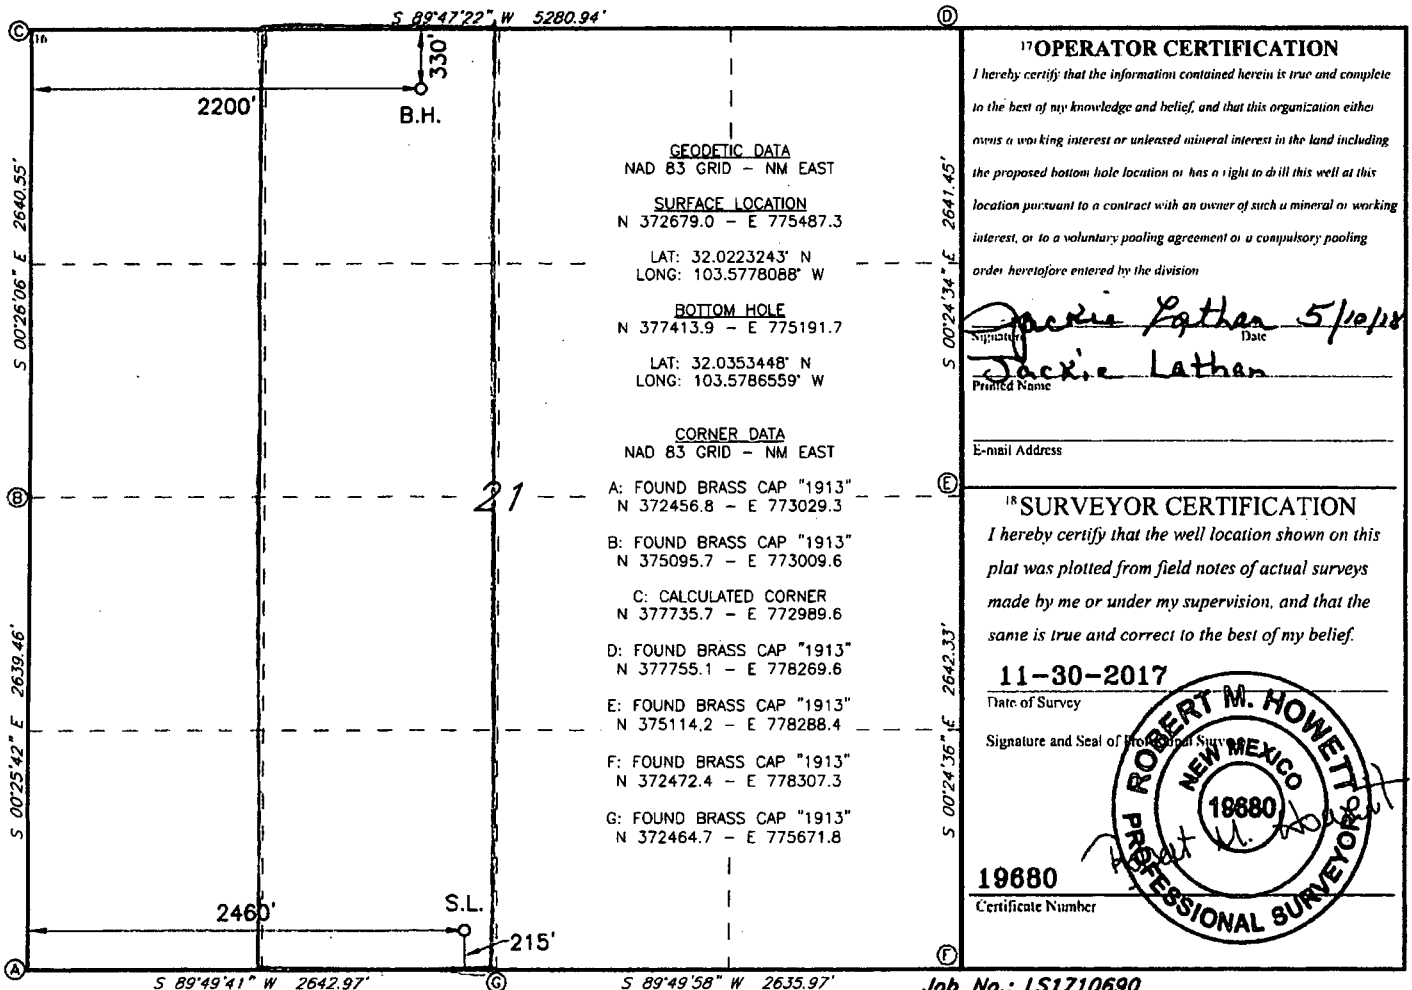 S 89°47'22" W 5280.94'
C
D
16
330'
2200'
B.H.
S 00°26'06" E 2640.55'
GEODETIC DATA
NAD 83 GRID - NM EAST
SURFACE LOCATION
N 372679.0 - E 775487.3
LAT: 32.0223243° N
LONG: 103.5778088° W
BOTTOM HOLE
N 377413.9 - E 775191.7
LAT: 32.0353448° N
LONG: 103.5786559° W
CORNER DATA
NAD 83 GRID - NM EAST
A: FOUND BRASS CAP "1913"
N 372456.8 - E 773029.3
B: FOUND BRASS CAP "1913"
N 375095.7 - E 773009.6
C: CALCULATED CORNER
N 377735.7 - E 772989.6
D: FOUND BRASS CAP "1913"
N 377755.1 - E 778269.6
E: FOUND BRASS CAP "1913"
N 375114.2 - E 778288.4
F: FOUND BRASS CAP "1913"
N 372472.4 - E 778307.3
G: FOUND BRASS CAP "1913"
N 372464.7 - E 775671.8
S 00°24'34" E 2641.45'
B
21
E
S 00°25'42" E 2639.46'
S 00°24'36" E 2642.33'
2460'
S.L.
215'
A
G
F
S 89°49'41" W 2642.97'
S 89°49'58" W 2635.97'
17 OPERATOR CERTIFICATION
I hereby certify that the information contained herein is true and complete
to the best of my knowledge and belief, and that this organization either
owns a working interest or unleased mineral interest in the land including
the proposed bottom hole location or has a right to drill this well at this
location pursuant to a contract with an owner of such a mineral or working
interest, or to a voluntary pooling agreement or a compulsory pooling
order heretofore entered by the division
Jackie Lathan 5/10/18
Signature Date
Jackie Lathan
Printed Name
E-mail Address
18 SURVEYOR CERTIFICATION
I hereby certify that the well location shown on this
plat was plotted from field notes of actual surveys
made by me or under my supervision, and that the
same is true and correct to the best of my belief.
11-30-2017
Date of Survey
Signature and Seal of Professional Surveyor
ROBERT M. HOWETT
NEW MEXICO
19680
PROFESSIONAL SURVEYOR
Robert M. Howett
19680
Certificate Number
Job No.: LS1710690